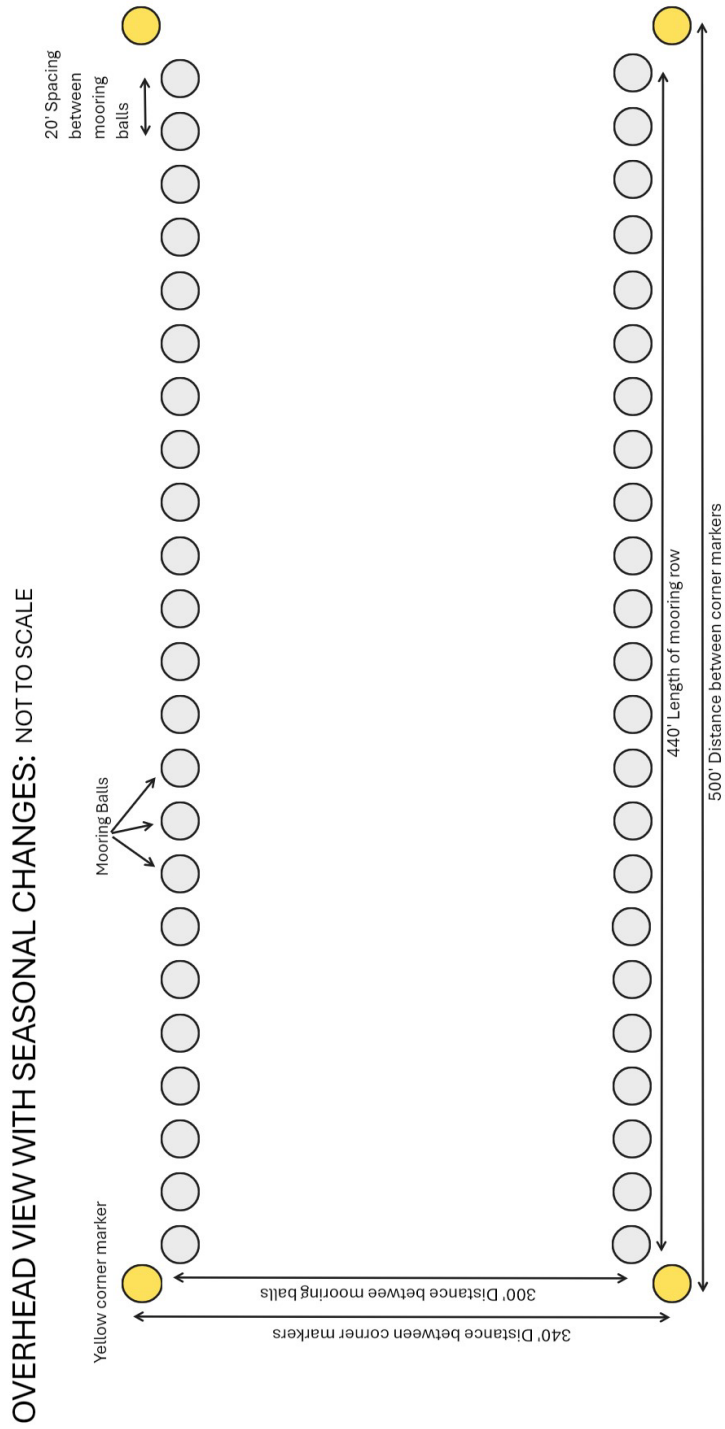 OVERHEAD VIEW WITH SEASONAL CHANGES: NOT TO SCALE
20' Spacing
between
mooring
balls
Mooring Balls
Yellow corner marker
300' Distance betwee mooring balls
340' Distance between corner markers
440' Length of mooring row
500' Distance between corner markers